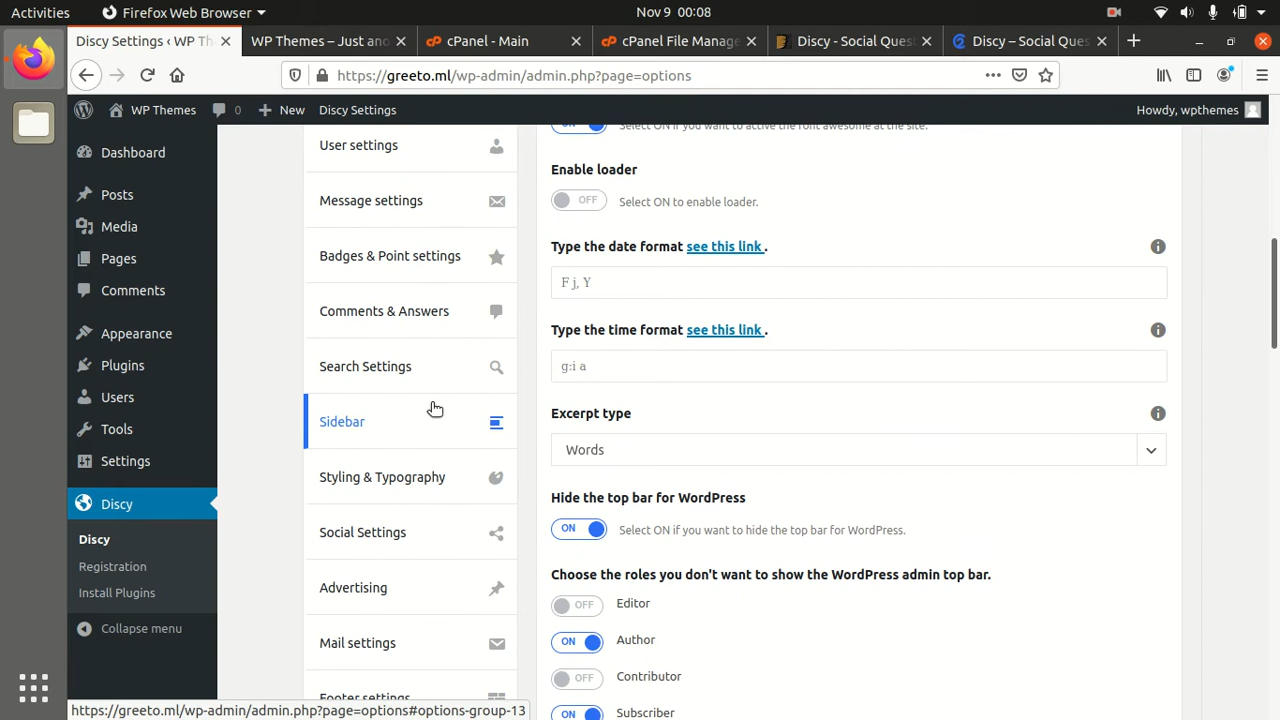 Activities
Firefox Web Browser
Nov 9 00:08
Discy Settings ‹ WP Th
WP Themes – Just ano
cPanel - Main
cPanel File Manage
Discy - Social Quest
Discy – Social Ques
https://greeto.ml/wp-admin/admin.php?page=options
WP Themes
0
New
Discy Settings
Howdy, wpthemes
Dashboard
Posts
Media
Pages
Comments
Appearance
Plugins
Users
Tools
Settings
Discy
Discy
Registration
Install Plugins
Collapse menu
User settings
Message settings
Badges & Point settings
Comments & Answers
Search Settings
Sidebar
Styling & Typography
Social Settings
Advertising
Mail settings
Footer settings
ON Select ON if you want to active the font awesome at the site.
Enable loader
OFF Select ON to enable loader.
Type the date format see this link .
F j, Y
Type the time format see this link .
g:i a
Excerpt type
Words
Hide the top bar for WordPress
ON Select ON if you want to hide the top bar for WordPress.
Choose the roles you don't want to show the WordPress admin top bar.
OFF Editor
ON Author
OFF Contributor
ON Subscriber
https://greeto.ml/wp-admin/admin.php?page=options#options-group-13